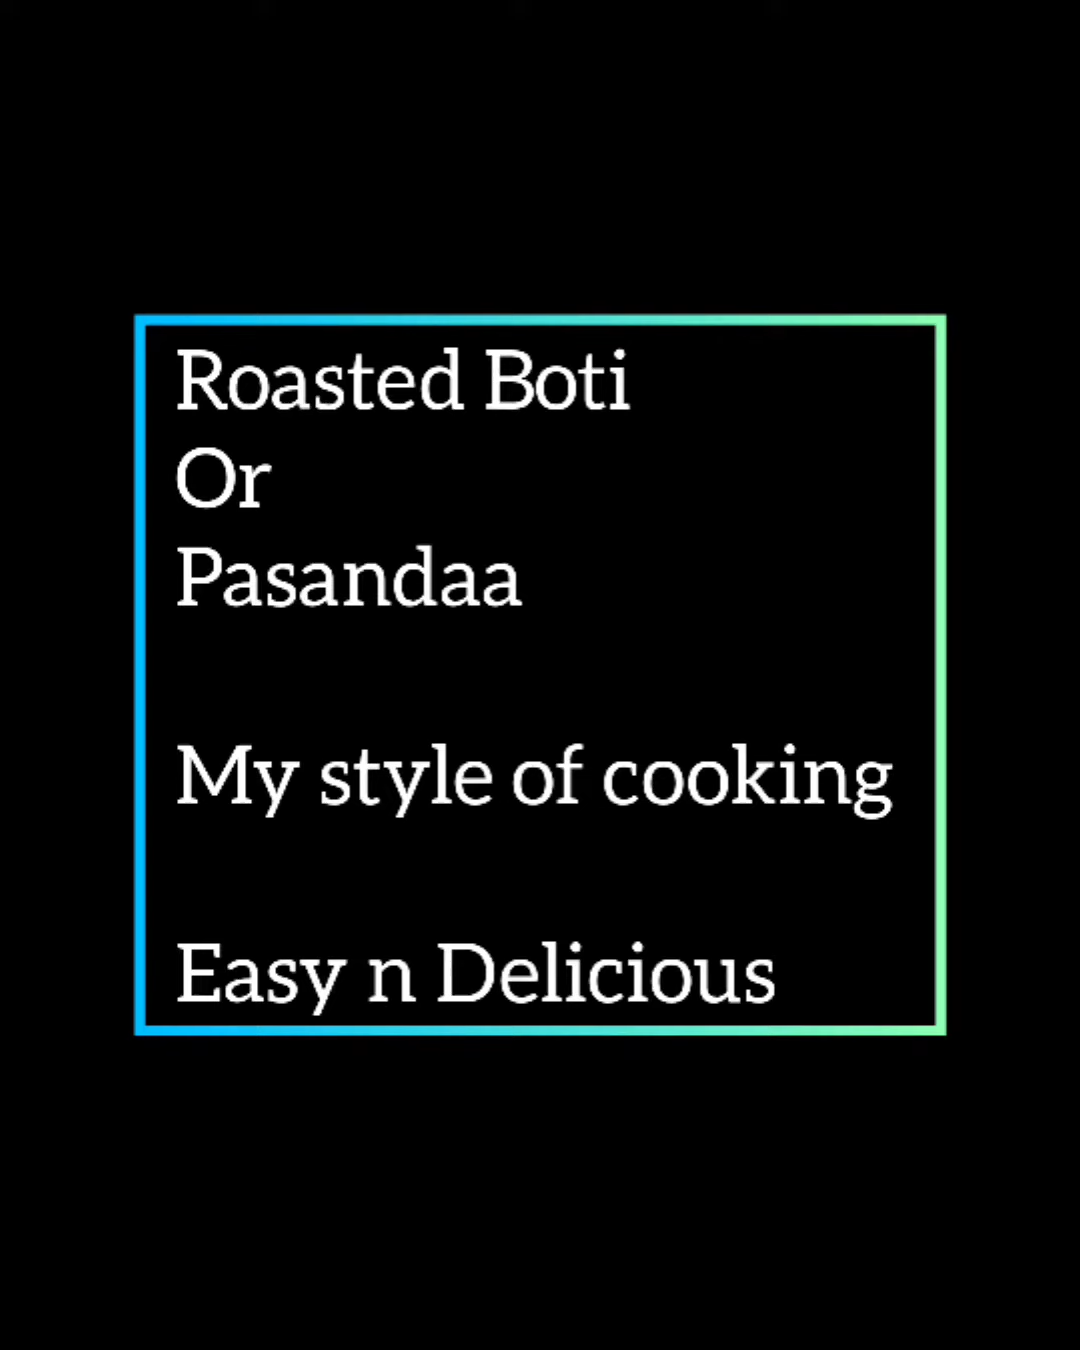 Roasted Boti
Or
Pasandaa
My style of cooking
Easy n Delicious